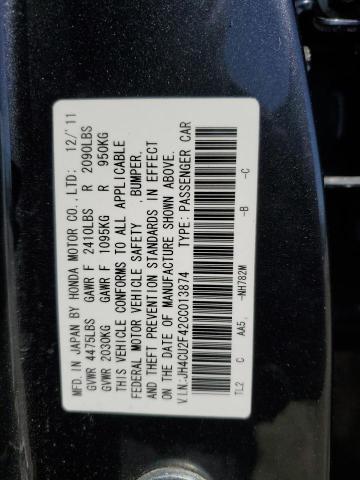 MFD.IN JAPAN BY HONDA MOTOR CO.,LTD: 12/'11
GVWR 4475LBS GAWR F 2410LBS R 2090LBS
GVWR 2030KG GAWR F 1095KG R 950KG
THIS VEHICLE CONFORMS TO ALL APPLICABLE
FEDERAL MOTOR VEHICLE SAFETY ,BUMPER,
AND THEFT PREVENTION STANDARDS IN EFFECT
ON THE DATE OF MANUFACTURE SHOWN ABOVE.
V.I.N:JH4CU2F42CC013874 TYPE: PASSENGER CAR
TL2 C AA5, -NH782M -B -C